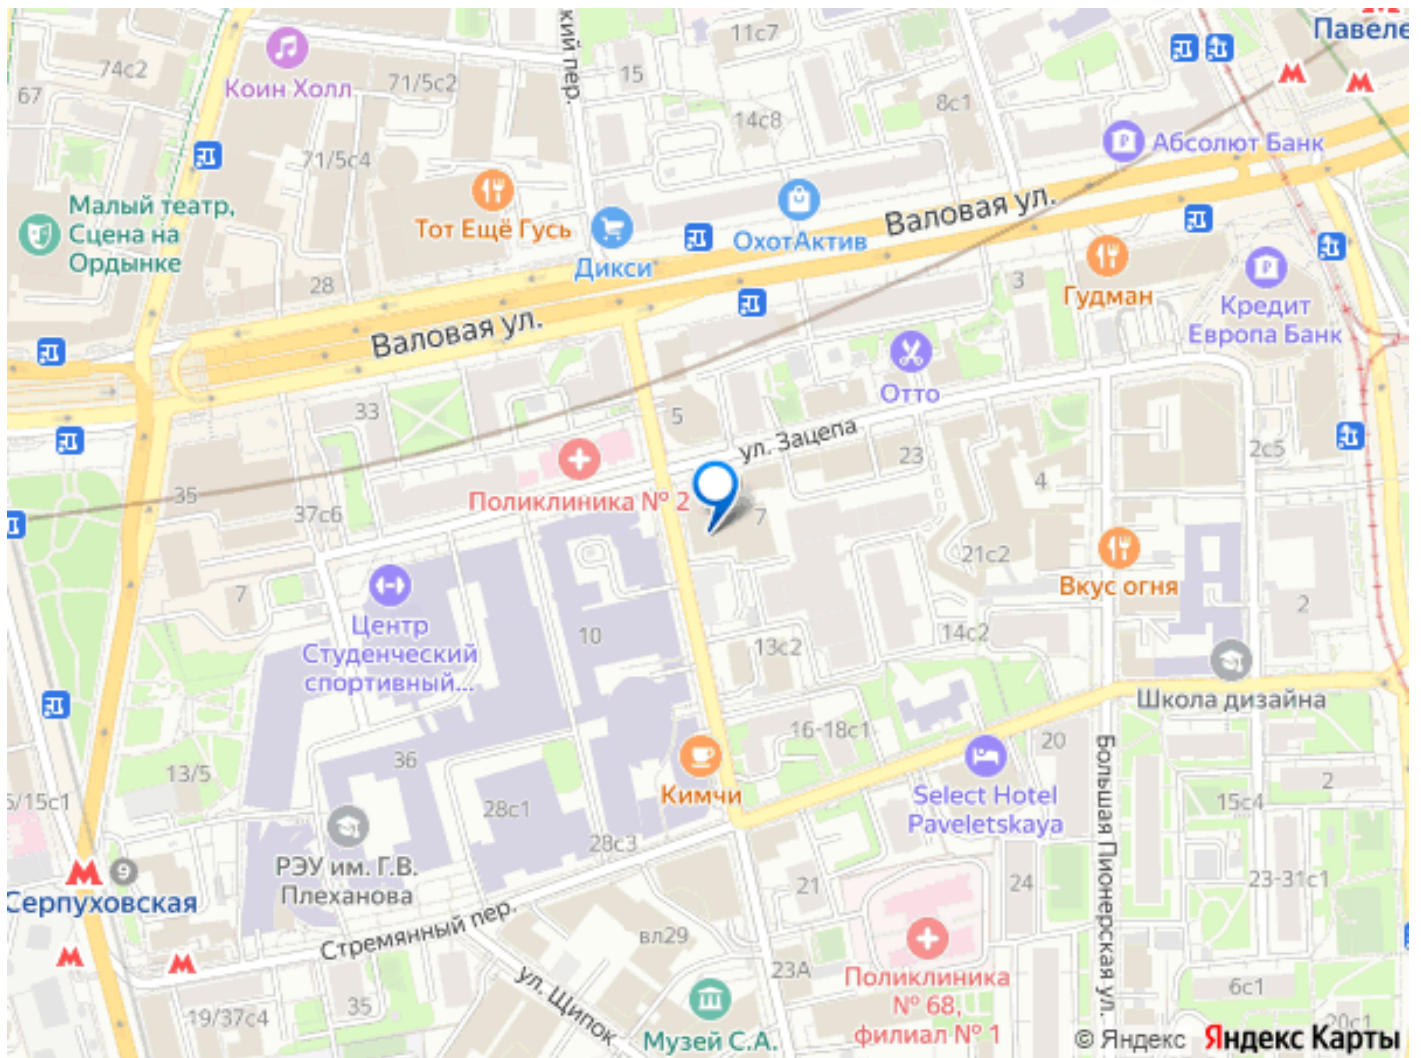 11с7
Павеле
74с2
Коин Холл
71/5с2
15
кий пер.
67
8с1
14с8
Абсолют Банк
71/5с4
Малый театр,
Сцена на
Ордынке
Тот Ещё Гусь
Дикси
ОхотАктив
Валовая ул.
28
3
Гудман
Кредит
Европа Банк
Валовая ул.
Отто
33
5
ул. Зацепа
23
2с5
4
35
37с6
Поликлиника № 2
7
21с2
Вкус огня
7
Центр
Студенческий
спортивный...
10
13с2
14с2
2
Школа дизайна
16-18с1
20
36
13/5
Кимчи
Select Hotel
Paveletskaya
Большая Пионерская ул.
2
15с4
5/15с1
28с1
28с3
РЭУ им. Г.В.
Плеханова
9
Серпуховская
21
24
23-31с1
Стремянный пер.
вл29
23А
Поликлиника
№ 68,
филиал № 1
ул. Щипок
35
19/37с4
Музей С.А.
6с1
20с1
© Яндекс Яндекс Карты